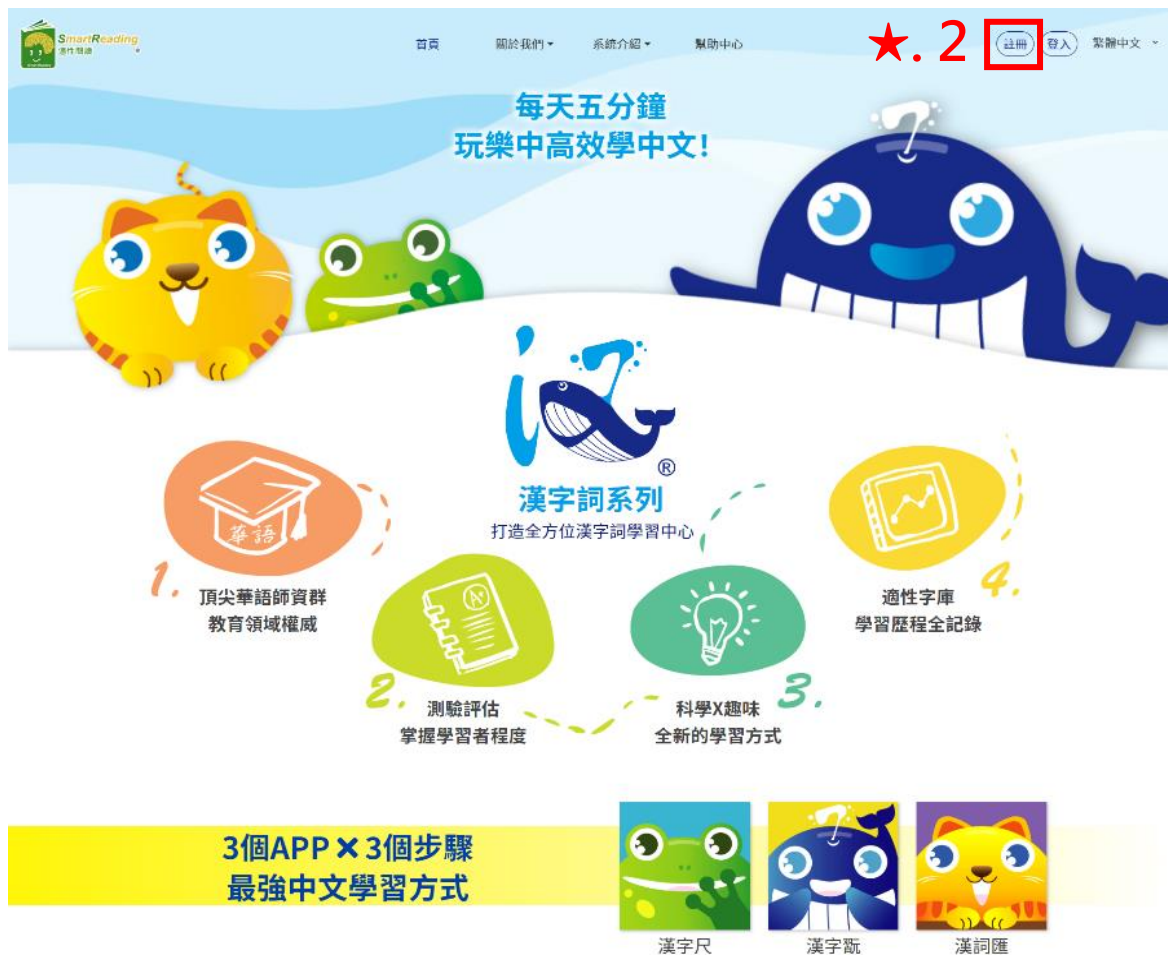 SmartReading
適性閱讀
首頁
關於我們
系統介紹
幫助中心
★. 2
註冊
登入
繁體中文
每天五分鐘
玩樂中高效學中文!
i
®
漢字詞系列
打造全方位漢字詞學習中心
華語
1.
頂尖華語師資群
教育領域權威
A+
2.
測驗評估
掌握學習者程度
3.
科學X趣味
全新的學習方式
4.
適性字庫
學習歷程全記錄
3個APP×3個步驟
最強中文學習方式
漢字尺
漢字翫
漢詞匯